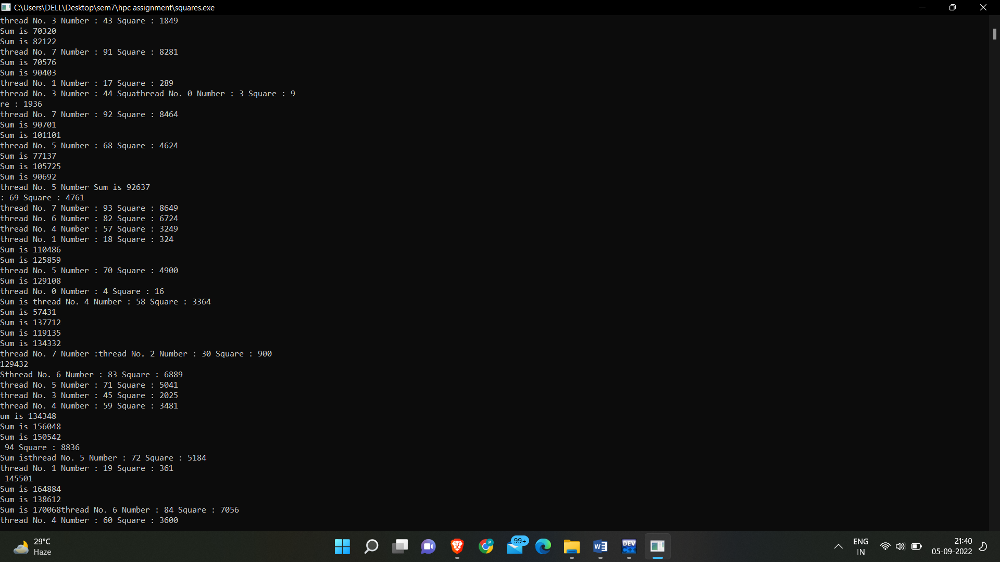 C:\Users\DELL\Desktop\sem7\hpc assignment\squares.exe
thread No. 3 Number : 43 Square : 1849
Sum is 70320
Sum is 82122
thread No. 7 Number : 91 Square : 8281
Sum is 70576
Sum is 90403
thread No. 1 Number : 17 Square : 289
thread No. 3 Number : 44 Squathread No. 0 Number : 3 Square : 9
re : 1936
thread No. 7 Number : 92 Square : 8464
Sum is 90701
Sum is 101101
thread No. 5 Number : 68 Square : 4624
Sum is 77137
Sum is 105725
Sum is 90692
thread No. 5 Number Sum is 92637
: 69 Square : 4761
thread No. 7 Number : 93 Square : 8649
thread No. 6 Number : 82 Square : 6724
thread No. 4 Number : 57 Square : 3249
thread No. 1 Number : 18 Square : 324
Sum is 110486
Sum is 125859
thread No. 5 Number : 70 Square : 4900
Sum is 129108
thread No. 0 Number : 4 Square : 16
Sum is thread No. 4 Number : 58 Square : 3364
Sum is 57431
Sum is 137712
Sum is 119135
Sum is 134332
thread No. 7 Number :thread No. 2 Number : 30 Square : 900
129432
Sthread No. 6 Number : 83 Square : 6889
thread No. 5 Number : 71 Square : 5041
thread No. 3 Number : 45 Square : 2025
thread No. 4 Number : 59 Square : 3481
um is 134348
Sum is 156048
Sum is 150542
 94 Square : 8836
Sum isthread No. 5 Number : 72 Square : 5184
thread No. 1 Number : 19 Square : 361
 145501
Sum is 164884
Sum is 138612
Sum is 170068thread No. 6 Number : 84 Square : 7056
thread No. 4 Number : 60 Square : 3600
29°C
Haze
99+
P
W
DEV
C++
ENG
IN
21:40
05-09-2022